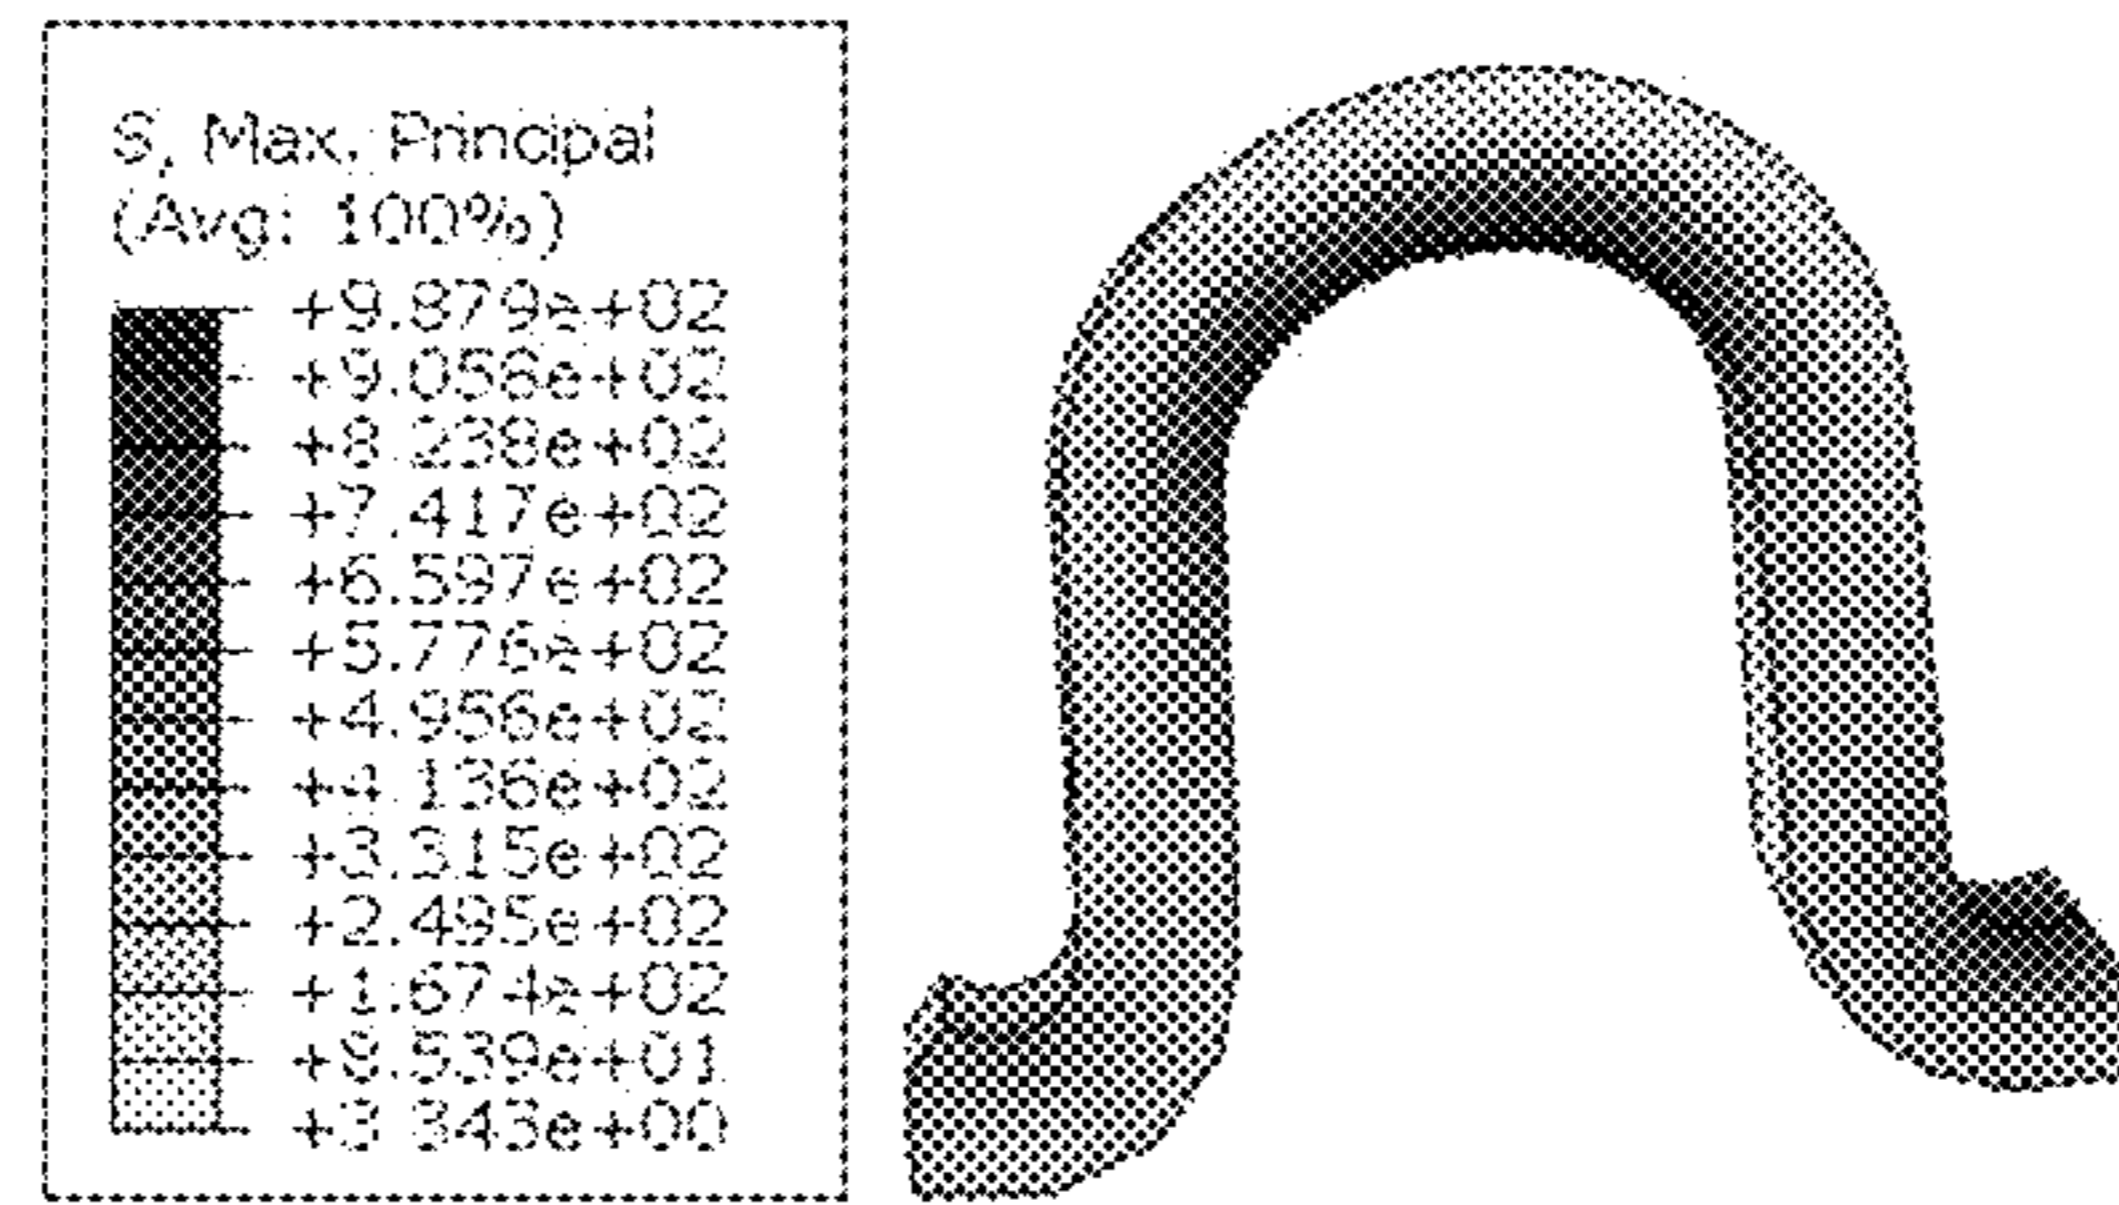 S, Max. Principal
(Avg: 100%)
+9.879e+02
+9.058e+02
+8.238e+02
+7.417e+02
+6.597e+02
+5.776e+02
+4.956e+02
+4.136e+02
+3.315e+02
+2.495e+02
+1.674e+02
+8.539e+01
+3.343e+00